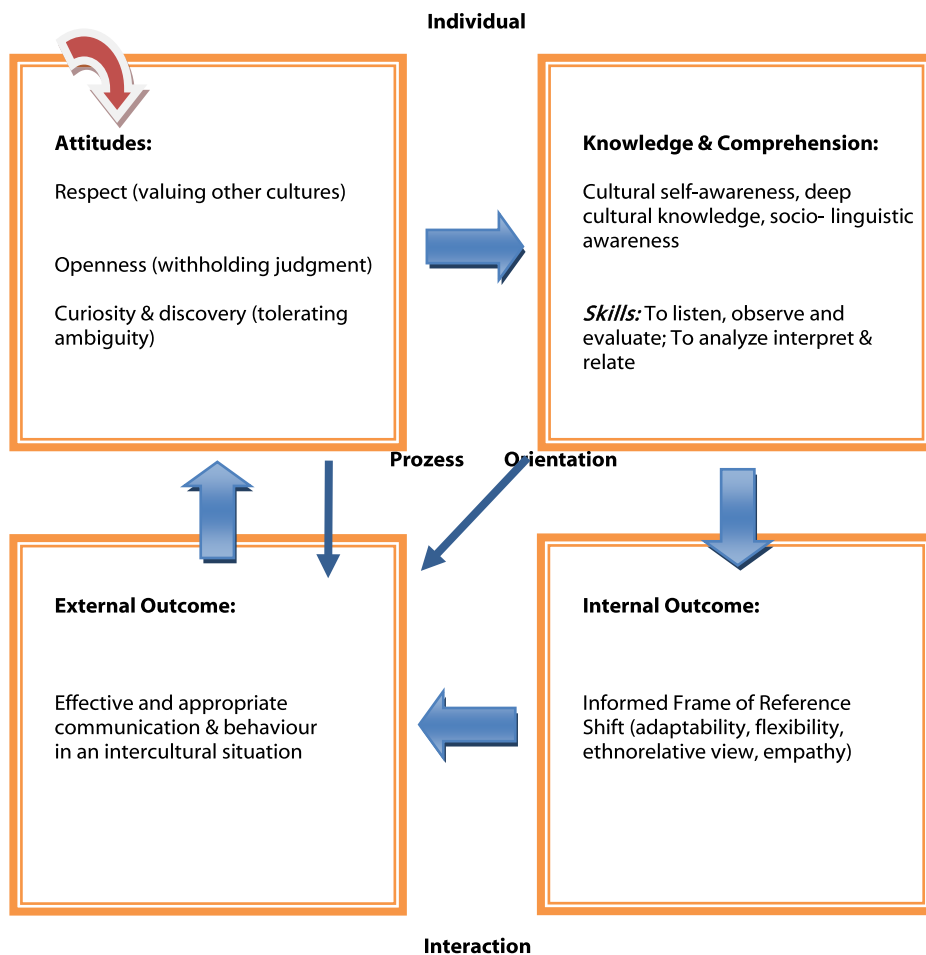 Individual
Attitudes:
Respect (valuing other cultures)
Openness (withholding judgment)
Curiosity & discovery (tolerating
ambiguity)
Knowledge & Comprehension:
Cultural self-awareness, deep
cultural knowledge, socio- linguistic
awareness
Skills: To listen, observe and
evaluate; To analyze interpret &
relate
Prozess Orientation
External Outcome:
Effective and appropriate
communication & behaviour
in an intercultural situation
Internal Outcome:
Informed Frame of Reference
Shift (adaptability, flexibility,
ethnorelative view, empathy)
Interaction